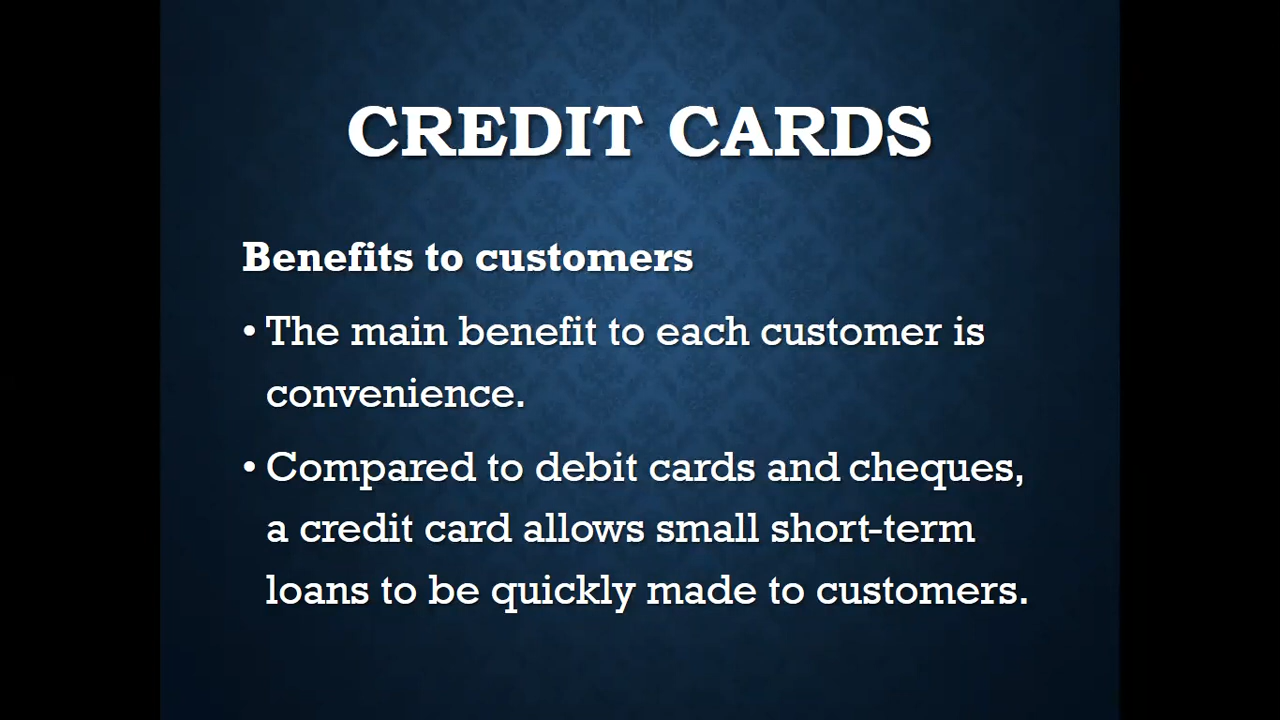 CREDIT CARDS
Benefits to customers
• The main benefit to each customer is
convenience.
• Compared to debit cards and cheques,
a credit card allows small short-term
loans to be quickly made to customers.